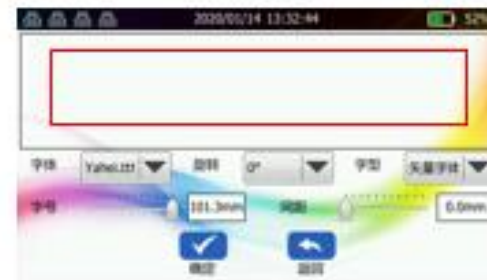 2020/01/14 13:32:44 52%
字体 Yahei.ttf 旋转 0° 字型 矢量字体
字号 101.3mm 间距 0.0mm
确定 返回